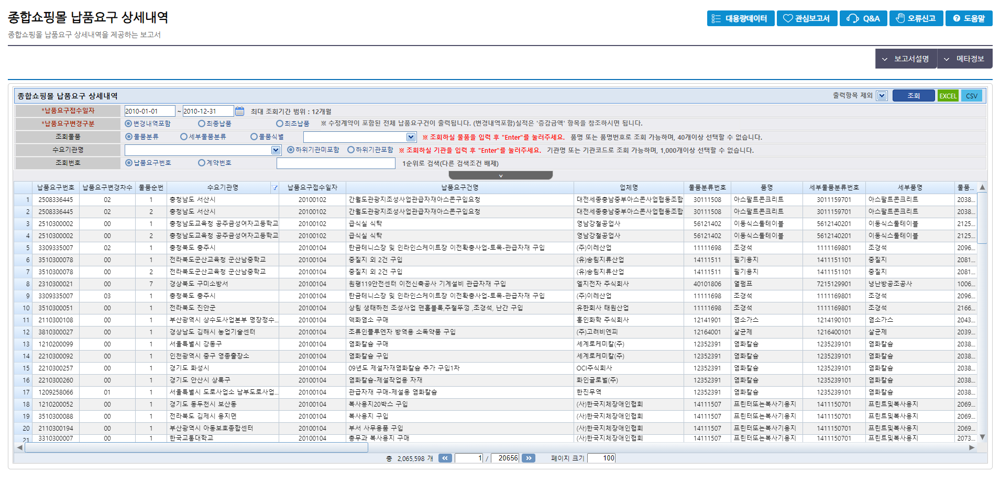 종합쇼핑몰 납품요구 상세내역
대용량데이터 관심보고서 Q&A 오류신고 도움말
종합쇼핑몰 납품요구 상세내역을 제공하는 보고서
보고서설명 메타정보
종합쇼핑몰 납품요구 상세내역 출력항목 제외 조회 EXCEL CSV
*납품요구접수일자 2010-01-01 ~ 2010-12-31 최대 조회기간 범위 : 12개월
*납품요구변경구분 변경내역포함 최종납품 최초납품 ※ 수정계약이 포함된 전체 납품요구건이 출력됩니다. (변경내역포함)실적은 '증감금액' 항목을 참조하시면 됩니다.
조회물품 물품분류 세부물품분류 물품식별 ※ 조회하실 물품을 입력 후 "Enter"를 눌러주세요. 품명 또는 품명번호로 조회 가능하며, 40개이상 선택할 수 없습니다.
수요기관명 하위기관미포함 하위기관포함 ※ 조회하실 기관을 입력 후 "Enter"를 눌러주세요. 기관명 또는 기관코드로 조회 가능하며, 1,000개이상 선택할 수 없습니다.
조회번호 납품요구번호 계약번호 1순위로 검색(다른 검색조건 배제)
납품요구번호 납품요구변경차수 물품순번 수요기관명 납품요구접수일자 납품요구건명 업체명 물품분류번호 품명 세부물품분류번호 세부품명 물품...
1 2508336445 02 1 충청남도 서산시 20100102 간월도관광지조성사업관급자재아스콘구입요청 대전세종충남중부아스콘사업협동조합 30111508 아스팔트콘크리트 3011159701 아스팔트콘크리트 2038...
2 2508336445 02 2 충청남도 서산시 20100102 간월도관광지조성사업관급자재아스콘구입요청 대전세종충남중부아스콘사업협동조합 30111508 아스팔트콘크리트 3011159701 아스팔트콘크리트 2038...
3 2510300002 00 1 충청남도교육청 공주금성여자고등학교 20100102 급식실 식탁 영남강철공업사 56121402 이동식스툴테이블 5612140201 이동식스툴테이블 2125...
4 2510300002 00 2 충청남도교육청 공주금성여자고등학교 20100102 급식실 식탁 영남강철공업사 56121402 이동식스툴테이블 5612140201 이동식스툴테이블 2125...
5 3309335007 02 1 충청북도 충주시 20100104 탄금테니스장 및 인라인스케이트장 이전확충사업-토목-관급자재 구입 (주)이레산업 11111698 조경석 1111169801 조경석 2096...
6 3510300078 00 1 전라북도군산교육청 군산남중학교 20100104 중질지 외 2건 구입 (유)송림지류산업 14111511 필기용지 1411151101 중질지 2081...
7 3510300078 00 2 전라북도군산교육청 군산남중학교 20100104 중질지 외 2건 구입 (유)송림지류산업 14111511 필기용지 1411151101 중질지 2081...
8 2310300021 00 7 경상북도 구미소방서 20100104 원평119안전센터 이전신축공사 기계설비 관급자재 구입 엘지전자 주식회사 40101806 열펌프 7215129901 냉난방공조공사 1006...
9 3309335007 03 1 충청북도 충주시 20100104 탄금테니스장 및 인라인스케이트장 이전확충사업-토목-관급자재 구입 (주)이레산업 11111698 조경석 1111169801 조경석 2096...
10 3510300051 00 1 전라북도 진안군 20100104 상림 생태하천 조성사업 맨홀블록,주철뚜껑 ,조경석, 난간 구입 유한회사 태원산업 11111698 조경석 1111169801 조경석 2166...
11 2110300108 00 1 부산광역시 상수도사업본부 명장정수... 20100104 액화염소 구매 홍인화학 주식회사 12141901 염소가스 1214190101 염소가스 2043...
12 3810300027 00 1 경상남도 김해시 농업기술센터 20100104 조류인플루엔자 방역용 소독약품 구입 (주)고려비엔피 12164001 살균제 1216400101 살균제 2039...
13 1210200099 00 1 서울특별시 강동구 20100104 염화칼슘 구매 세계로케미칼(주) 12352391 염화칼슘 1235239101 염화칼슘 2038...
14 2210300092 00 1 인천광역시 중구 영종출장소 20100104 염화칼슘 구입 세계로케미칼(주) 12352391 염화칼슘 1235239101 염화칼슘 2038...
15 2210300257 00 1 경기도 화성시 20100104 09년도 제설자재염화칼슘 추가 구입1차 OCI주식회사 12352391 염화칼슘 1235239101 염화칼슘 2038...
16 2210300260 00 1 경기도 안산시 상록구 20100104 염화칼슘-제설작업용 자재 화인글로벌(주) 12352391 염화칼슘 1235239101 염화칼슘 2038...
17 1209258066 01 1 서울특별시 도로사업소 남부도로사업... 20100104 관급자재 구매-제설용 염화칼슘 한진무역 12352391 염화칼슘 1235239101 염화칼슘 2038...
18 1210200052 00 1 경기도 동두천시 보산동 20100104 복사용지20박스 구입 (사)한국지체장애인협회 14111507 프린터또는복사기용지 1411150701 프린트및복사용지 2069...
19 3510300088 00 1 전라북도 김제시 용지면 20100104 복사용지 구입 (사)한국지체장애인협회 14111507 프린터또는복사기용지 1411150701 프린트및복사용지 2069...
20 2110300194 00 1 부산광역시 아동보호종합센터 20100104 부서 사무용품 구입 (사)한국지체장애인협회 14111507 프린터또는복사기용지 1411150701 프린트및복사용지 2069...
21 3310300007 00 1 한국교통대학교 20100104 총무과 복사용지 구매 (사)한국지체장애인협회 14111507 프린터또는복사기용지 1411150701 프린트및복사용지 2073...
총 2,065,598 개 1 / 20656 페이지 크기 100